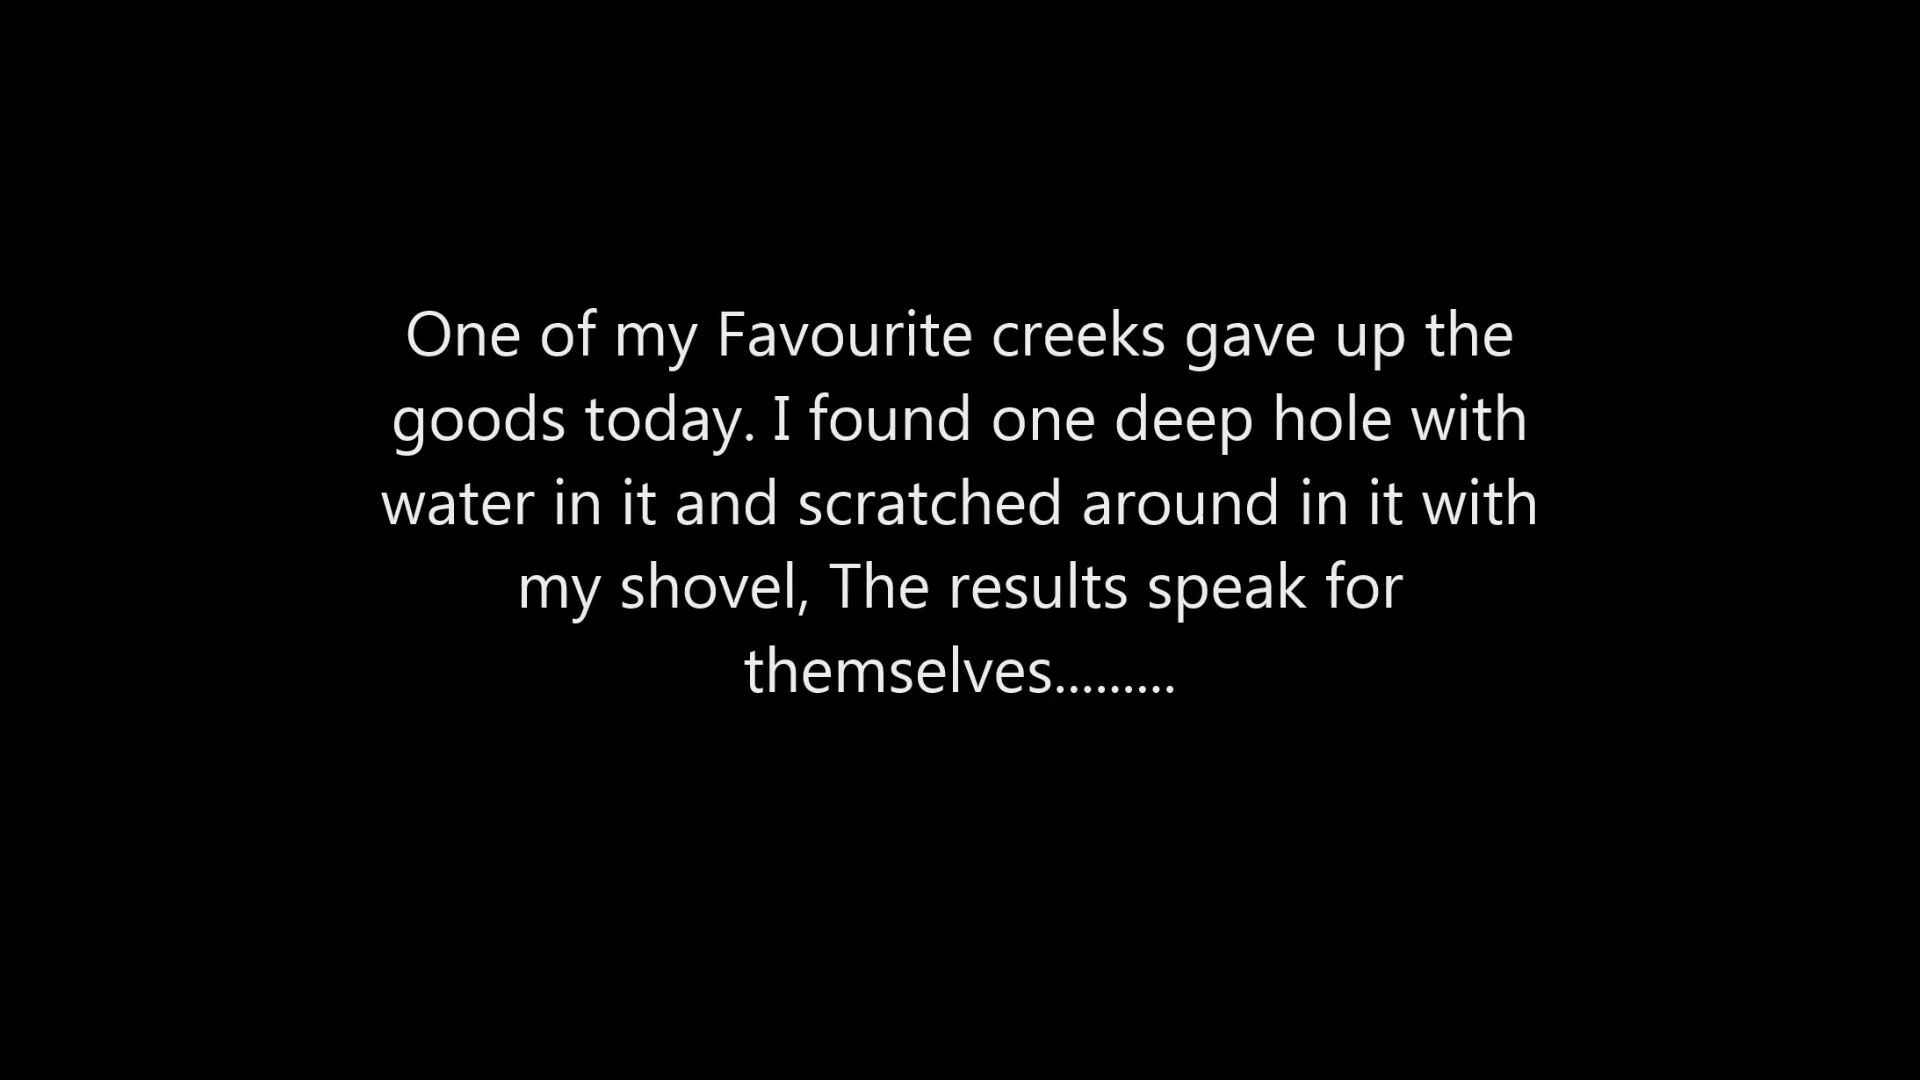 One of my Favourite creeks gave up the
goods today. I found one deep hole with
water in it and scratched around in it with
my shovel, The results speak for
themselves.........